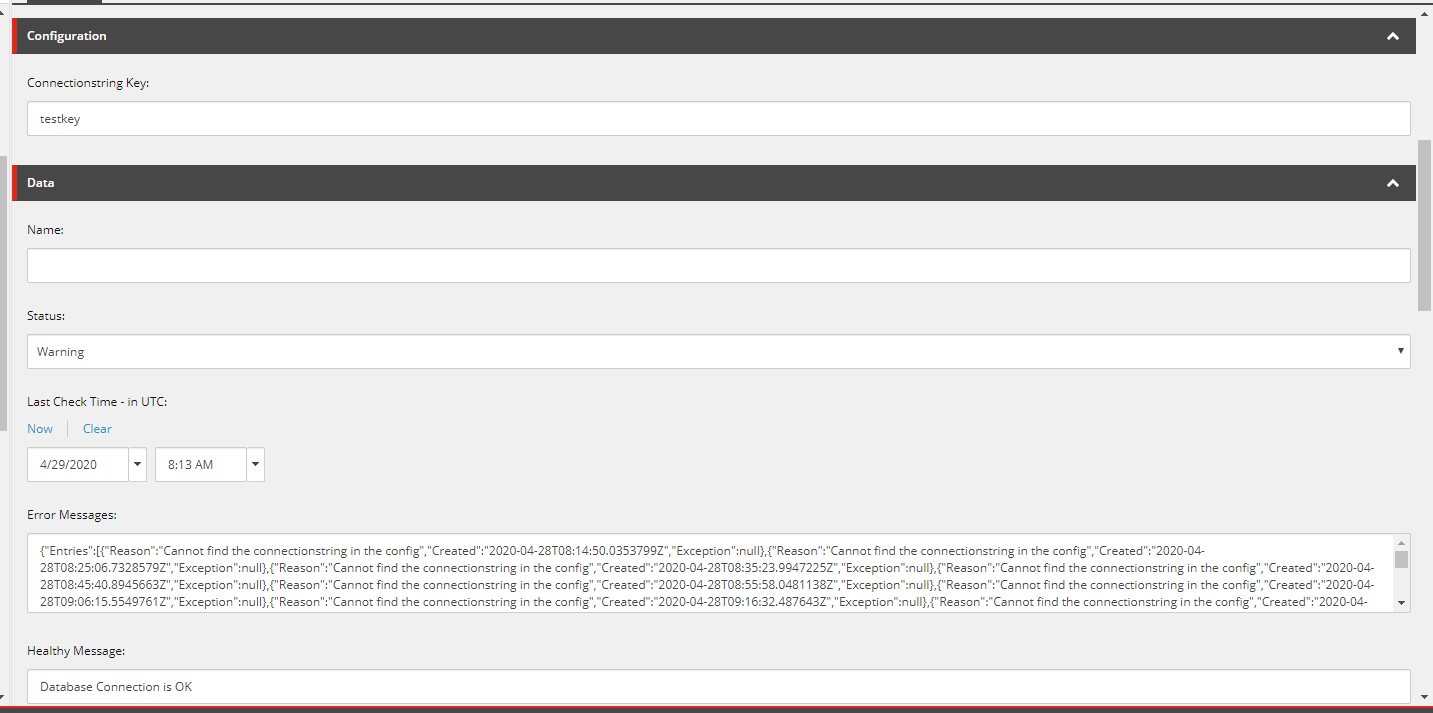 Configuration
Connectionstring Key:
testkey
Data
Name:
Status:
Warning
Last Check Time - in UTC:
Now Clear
4/29/2020 8:13 AM
Error Messages:
{"Entries":[{"Reason":"Cannot find the connectionstring in the config","Created":"2020-04-28T08:14:50.0353799Z","Exception":null},{"Reason":"Cannot find the connectionstring in the config","Created":"2020-04-
28T08:25:06.7328579Z","Exception":null},{"Reason":"Cannot find the connectionstring in the config","Created":"2020-04-28T08:35:23.9947225Z","Exception":null},{"Reason":"Cannot find the connectionstring in the config","Created":"2020-04-
28T08:45:40.8945663Z","Exception":null},{"Reason":"Cannot find the connectionstring in the config","Created":"2020-04-28T08:55:58.0481138Z","Exception":null},{"Reason":"Cannot find the connectionstring in the config","Created":"2020-04-
28T09:06:15.5549761Z","Exception":null},{"Reason":"Cannot find the connectionstring in the config","Created":"2020-04-28T09:16:32.487643Z","Exception":null},{"Reason":"Cannot find the connectionstring in the config","Created":"2020-04-
Healthy Message:
Database Connection is OK